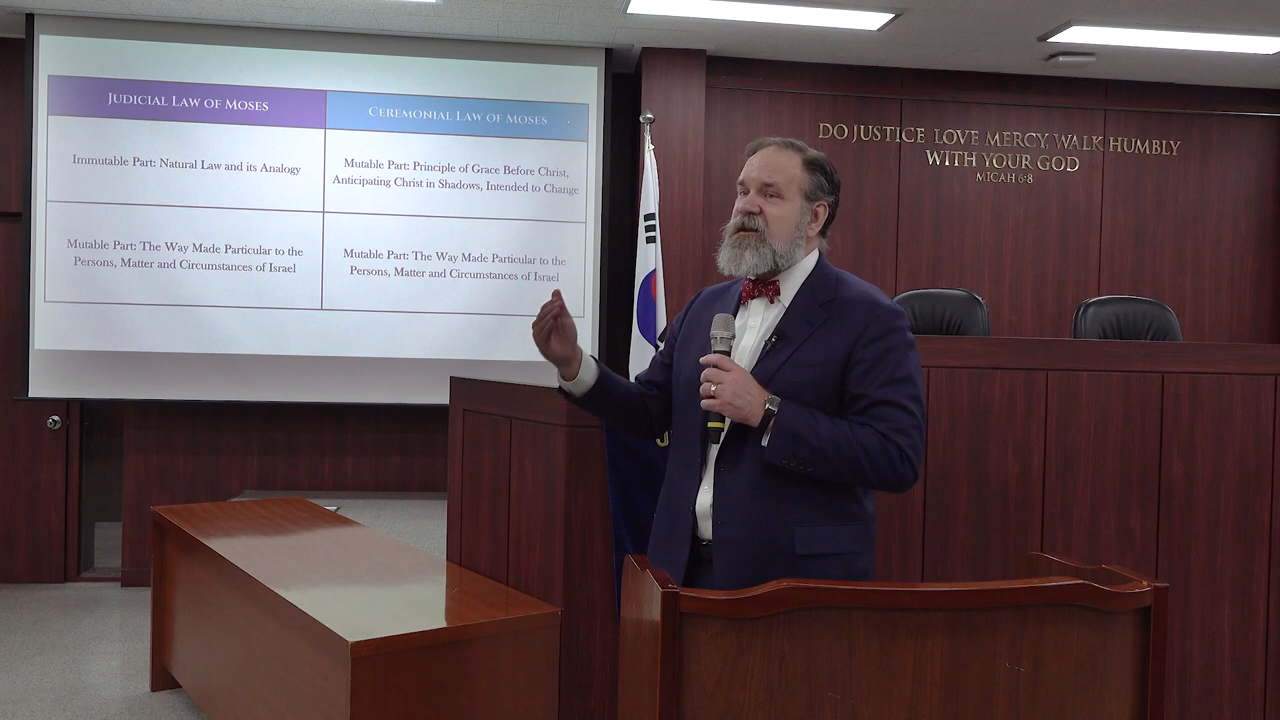 JUDICIAL LAW OF MOSES
CEREMONIAL LAW OF MOSES
Immutable Part: Natural Law and its Analogy
Mutable Part: Principle of Grace Before Christ,
Anticipating Christ in Shadows, Intended to Change
Mutable Part: The Way Made Particular to the
Persons, Matter and Circumstances of Israel
Mutable Part: The Way Made Particular to the
Persons, Matter and Circumstances of Israel
DO JUSTICE LOVE MERCY, WALK HUMBLY
WITH YOUR GOD
MICAH 6:8